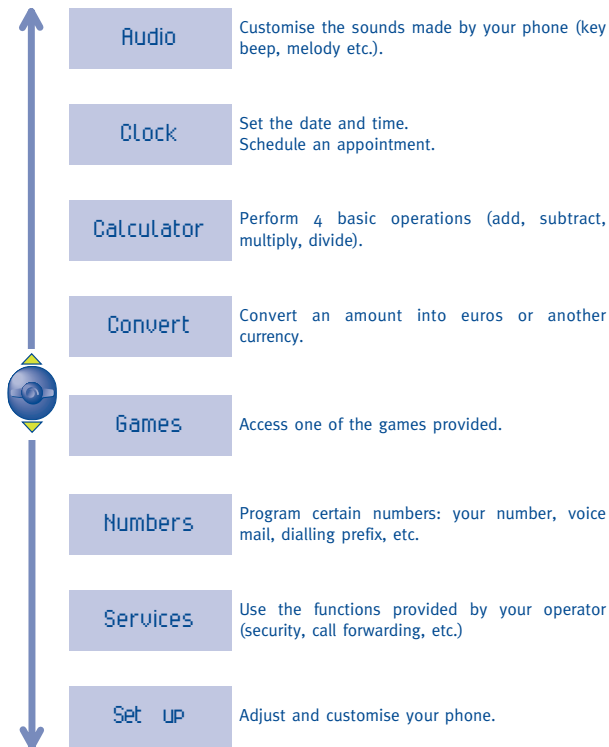 Audio
Customise the sounds made by your phone (key
beep, melody etc.).
Clock
Set the date and time.
Schedule an appointment.
Calculator
Perform 4 basic operations (add, subtract,
multiply, divide).
Convert
Convert an amount into euros or another
currency.
Games
Access one of the games provided.
Numbers
Program certain numbers: your number, voice
mail, dialling prefix, etc.
Services
Use the functions provided by your operator
(security, call forwarding, etc.)
Set up
Adjust and customise your phone.